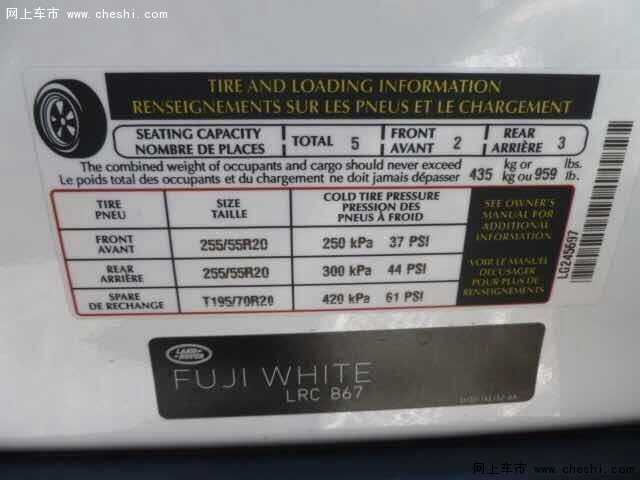 网上车市 www.cheshi.com
TIRE AND LOADING INFORMATION
RENSEIGNEMENTS SUR LES PNEUS ET LE CHARGEMENT
SEATING CAPACITY
NOMBRE DE PLACES
TOTAL 5
FRONT
AVANT 2
REAR
ARRIÈRE 3
The combined weight of occupants and cargo should never exceed
Le poids total des occupants et du chargement ne doit jamais dépasser
435 kg or
kg ou 959 lbs.
lb.
TIRE
PNEU
SIZE
TAILLE
COLD TIRE PRESSURE
PRESSION DES
PNEUS À FROID
FRONT
AVANT
255/55R20
250 kPa 37 PSI
REAR
ARRIÈRE
255/55R20
300 kPa 44 PSI
SPARE
DE RECHANGE
T195/70R20
420 kPa 61 PSI
SEE OWNER'S
MANUAL FOR
ADDITIONAL
INFORMATION
VOIR LE MANUEL
DE L'USAGER
POUR PLUS DE
RENSEIGNEMENTS
LG245697
LAND
ROVER
FUJI WHITE
LRC 867
网上车市 www.cheshi.com